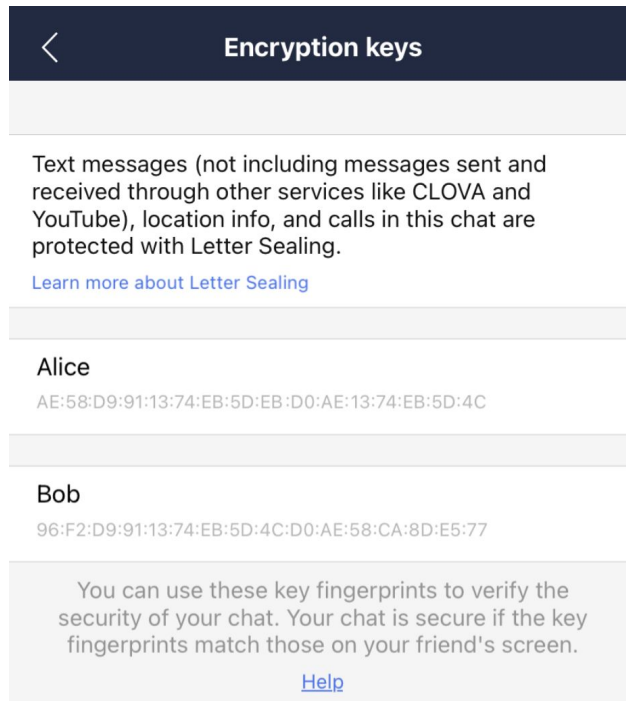 Encryption keys
Text messages (not including messages sent and
received through other services like CLOVA and
YouTube), location info, and calls in this chat are
protected with Letter Sealing.
Learn more about Letter Sealing
Alice
AE:58:D9:91:13:74:EB:5D:EB:D0:AE:13:74:EB:5D:4C
Bob
96:F2:D9:91:13:74:EB:5D:4C:D0:AE:58:CA:8D:E5:77
You can use these key fingerprints to verify the
security of your chat. Your chat is secure if the key
fingerprints match those on your friend's screen.
Help